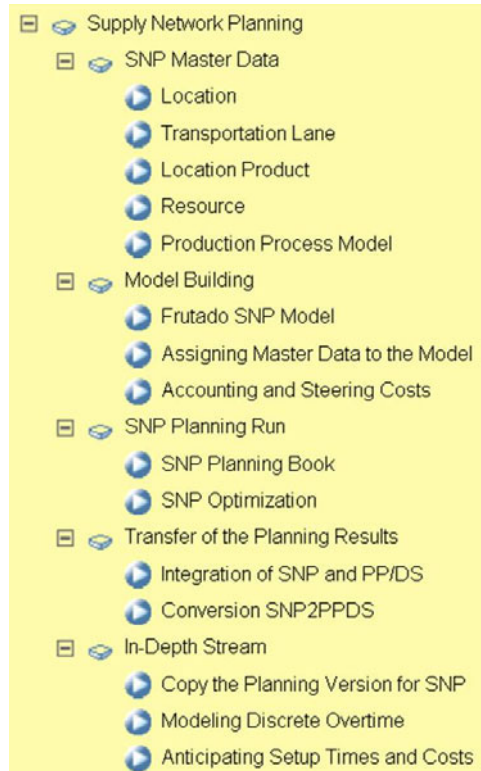 Supply Network Planning
SNP Master Data
Location
Transportation Lane
Location Product
Resource
Production Process Model
Model Building
Frutado SNP Model
Assigning Master Data to the Model
Accounting and Steering Costs
SNP Planning Run
SNP Planning Book
SNP Optimization
Transfer of the Planning Results
Integration of SNP and PP/DS
Conversion SNP2PPDS
In-Depth Stream
Copy the Planning Version for SNP
Modeling Discrete Overtime
Anticipating Setup Times and Costs